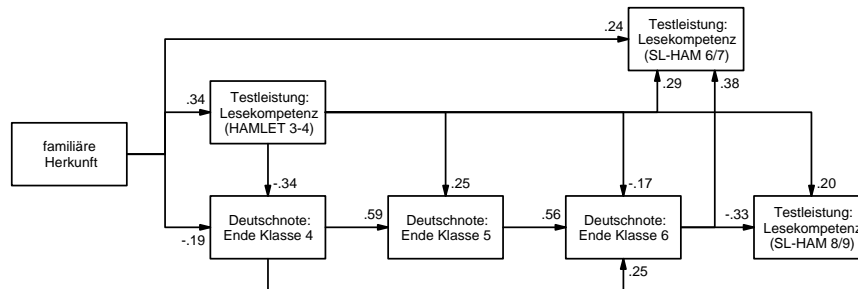 .24
Testleistung:
Lesekompetenz
(SL-HAM 6/7)
.29
.38
.34
Testleistung:
Lesekompetenz
(HAMLET 3-4)
familiäre
Herkunft
-.34
.25
-.17
.20
-.19
Deutschnote:
Ende Klasse 4
.59
Deutschnote:
Ende Klasse 5
.56
Deutschnote:
Ende Klasse 6
-.33
Testleistung:
Lesekompetenz
(SL-HAM 8/9)
.25